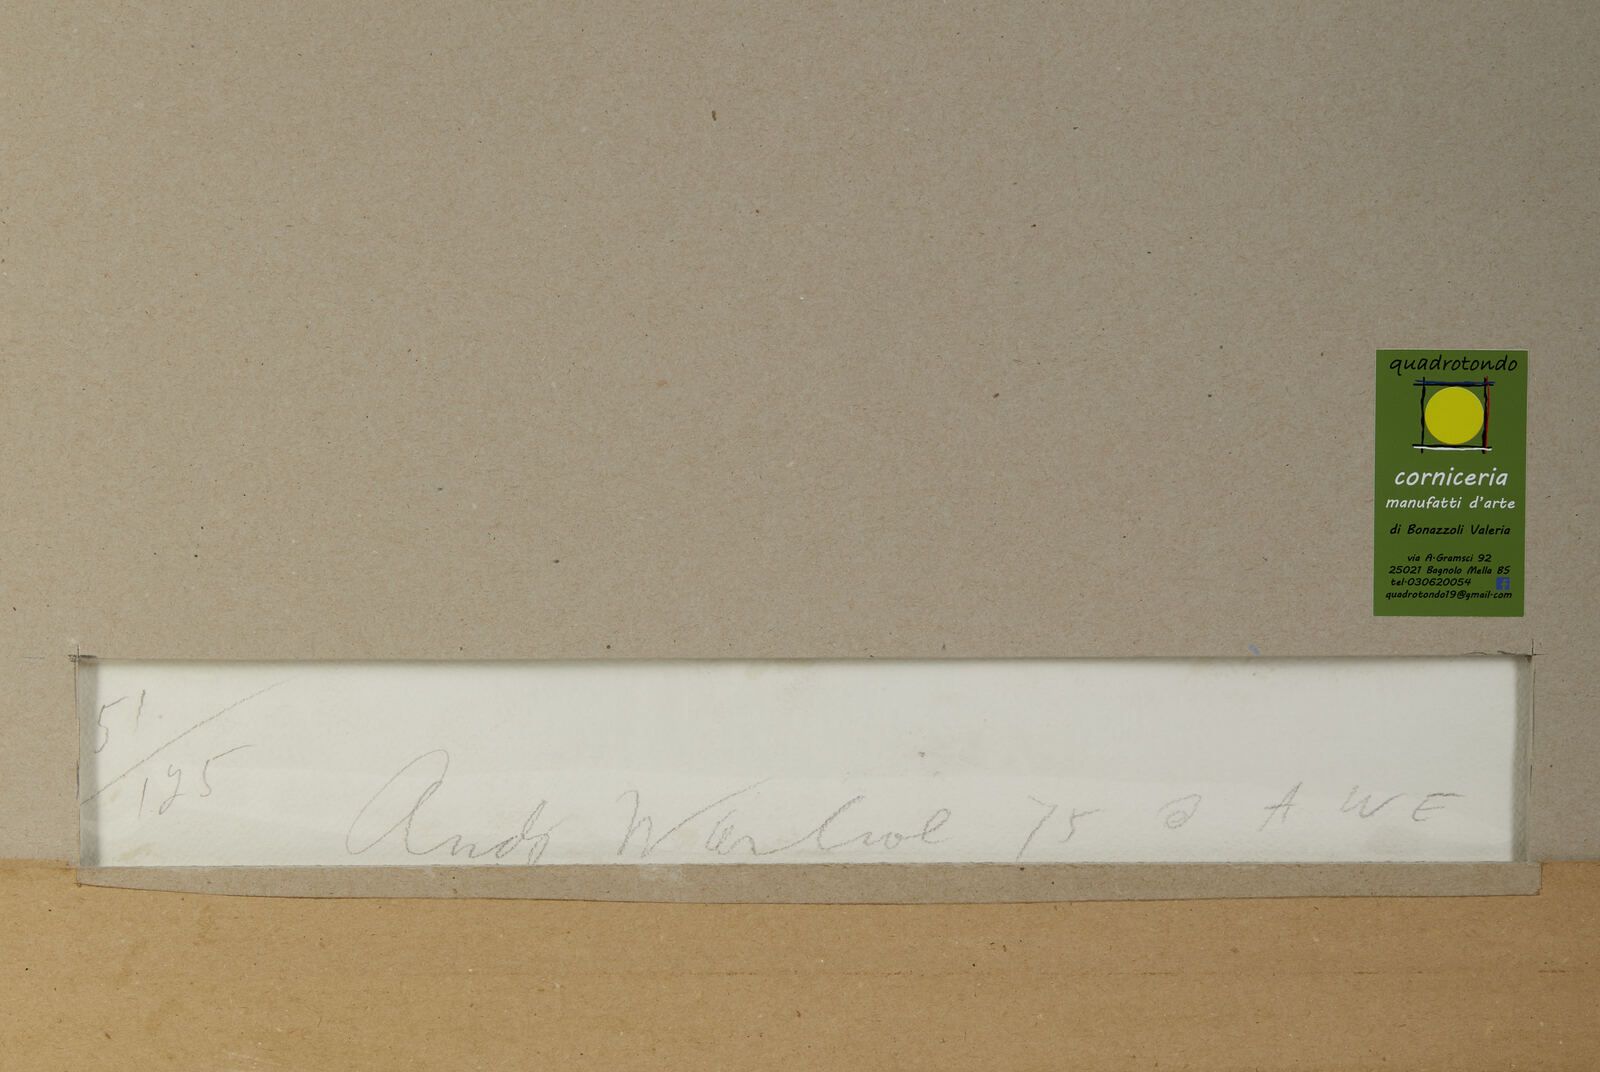 quadrotondo
corniceria
manufatti d'arte
di Bonazzoli Valeria
via A.Gramsci 92
25021 Bagnolo Mella BS
tel.030620054 f
quadrotondo19@gmail.com
51/125
Andy Warhol 75 @ A W E